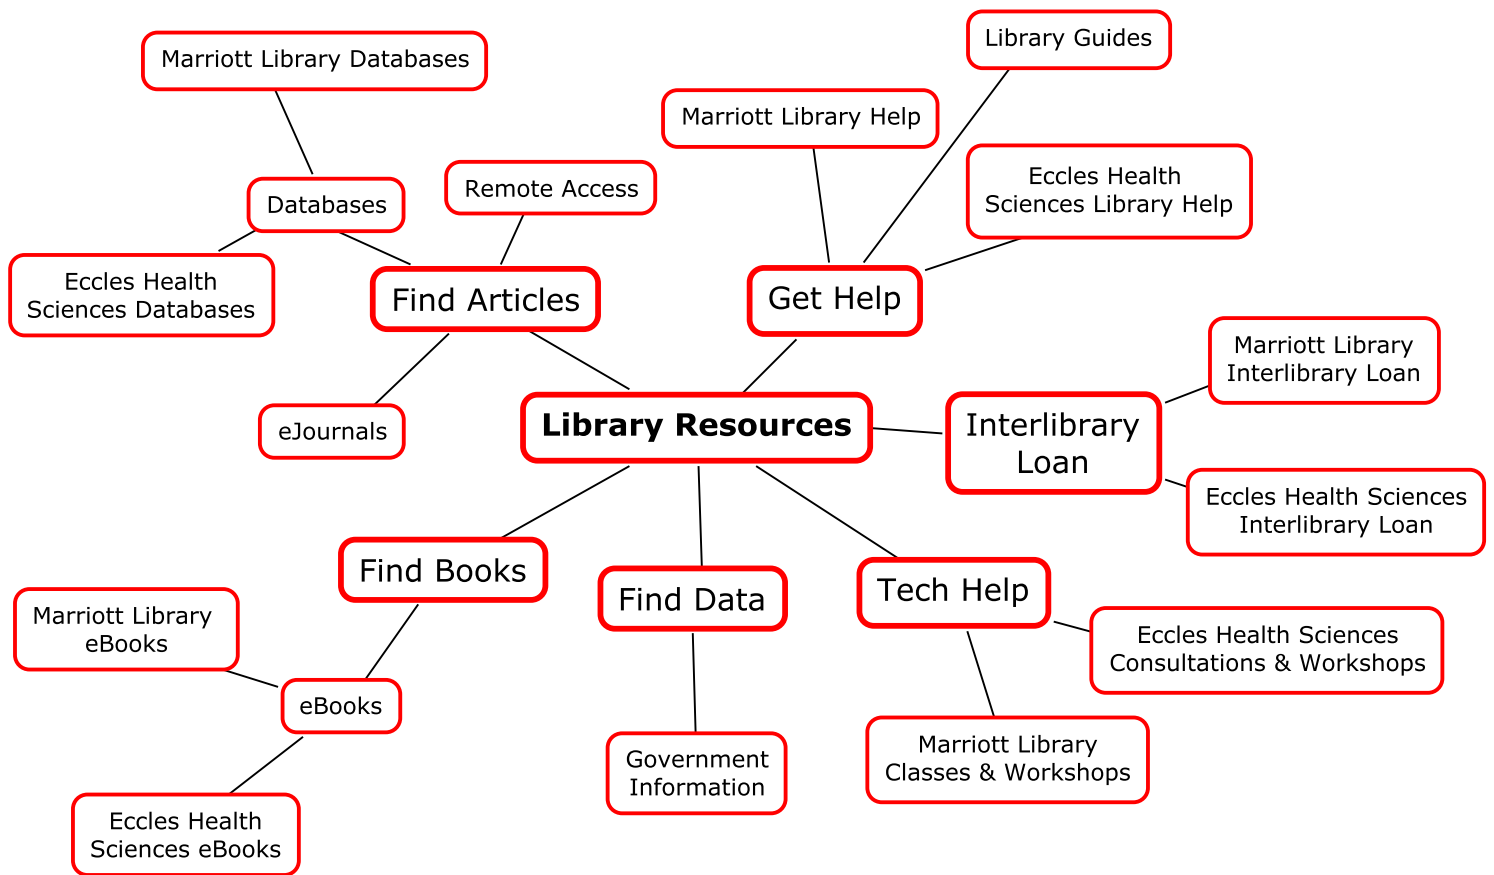 Library Guides
Marriott Library Databases
Marriott Library Help
Eccles Health
Sciences Library Help
Remote Access
Databases
Eccles Health
Sciences Databases
Find Articles
Get Help
Marriott Library
Interlibrary Loan
eJournals
Library Resources
Interlibrary
Loan
Eccles Health Sciences
Interlibrary Loan
Find Books
Find Data
Tech Help
Marriott Library
eBooks
Eccles Health Sciences
Consultations & Workshops
eBooks
Government
Information
Marriott Library
Classes & Workshops
Eccles Health
Sciences eBooks